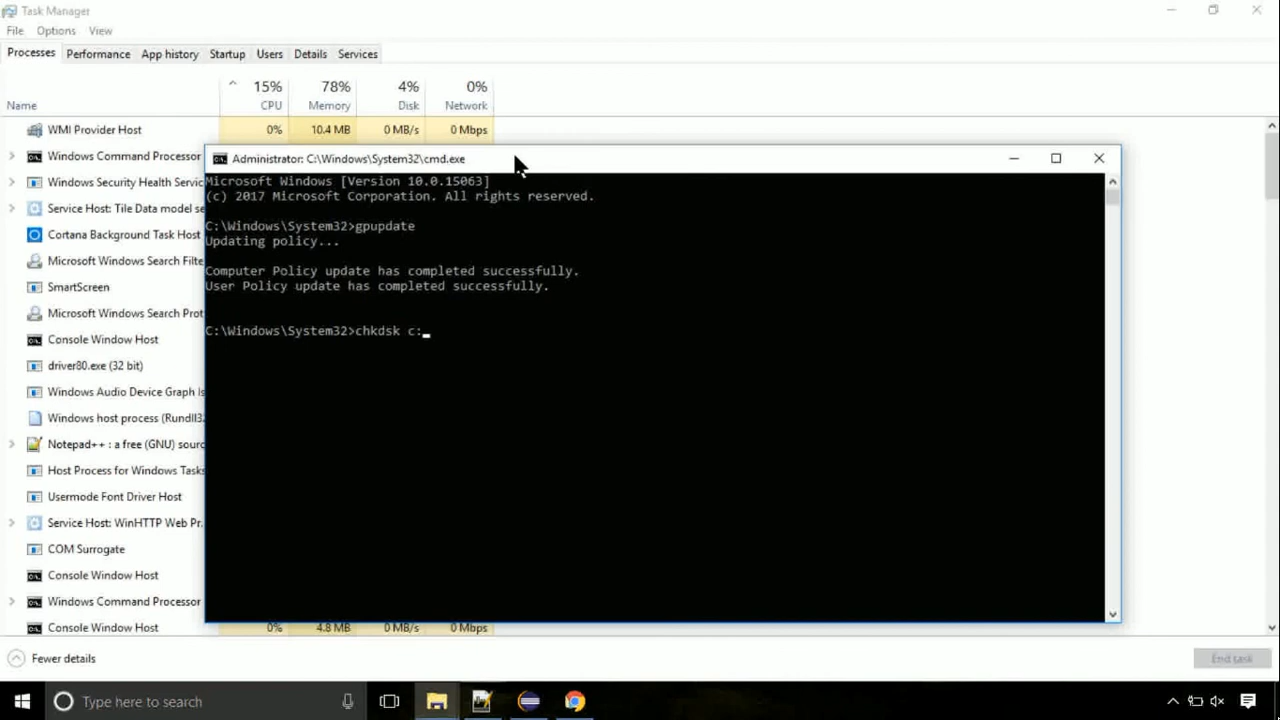 Task Manager
File Options View
Processes Performance App history Startup Users Details Services
15% 78% 4% 0%
Name CPU Memory Disk Network
WMI Provider Host 0% 10.4 MB 0 MB/s 0 Mbps
Windows Command Processor
Windows Security Health Servic
Service Host: Tile Data model se
Cortana Background Task Host
Microsoft Windows Search Filte
SmartScreen
Microsoft Windows Search Prot
Console Window Host
driver80.exe (32 bit)
Windows Audio Device Graph Is
Windows host process (Rundll32
Notepad++ : a free (GNU) sourc
Host Process for Windows Tasks
Usermode Font Driver Host
Service Host: WinHTTP Web Pr.
COM Surrogate
Console Window Host
Windows Command Processor
Console Window Host 0% 4.8 MB 0 MB/s 0 Mbps
Administrator: C:\Windows\System32\cmd.exe
Microsoft Windows [Version 10.0.15063]
(c) 2017 Microsoft Corporation. All rights reserved.
C:\Windows\System32>gpupdate
Updating policy...
Computer Policy update has completed successfully.
User Policy update has completed successfully.
C:\Windows\System32>chkdsk c:
Fewer details
End task
Type here to search